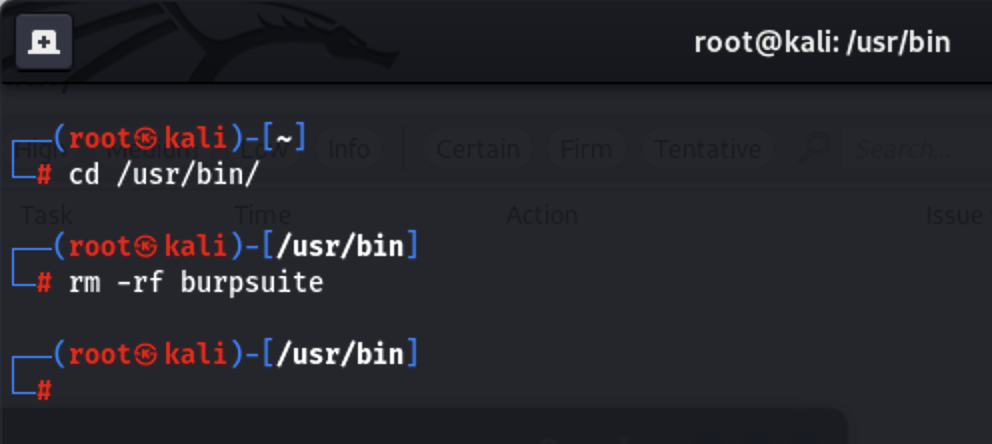 root@kali: /usr/bin
┌──(root㉿kali)-[~]
└─# cd /usr/bin/
High Medium Low Info Certain Firm Tentative Search...
Task Time Action Issue
┌──(root㉿kali)-[/usr/bin]
└─# rm -rf burpsuite
┌──(root㉿kali)-[/usr/bin]
└─#